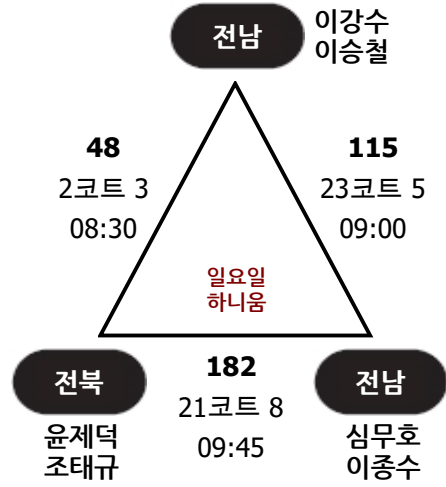 전남
이강수
이승철
48
2코트 3
08:30
115
23코트 5
09:00
일요일
하니움
전북
윤제덕
조태규
182
21코트 8
09:45
전남
심무호
이종수